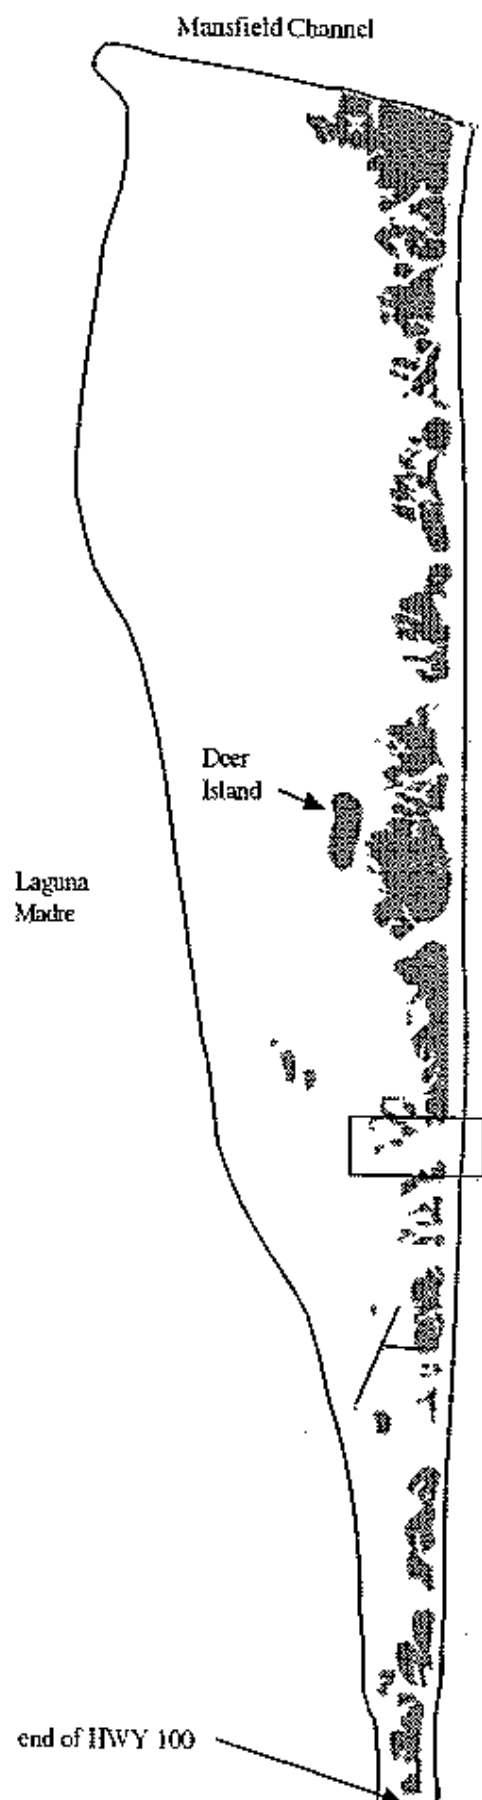 Mansfield Channel
Deer
Island
Laguna
Madre
end of HWY 100